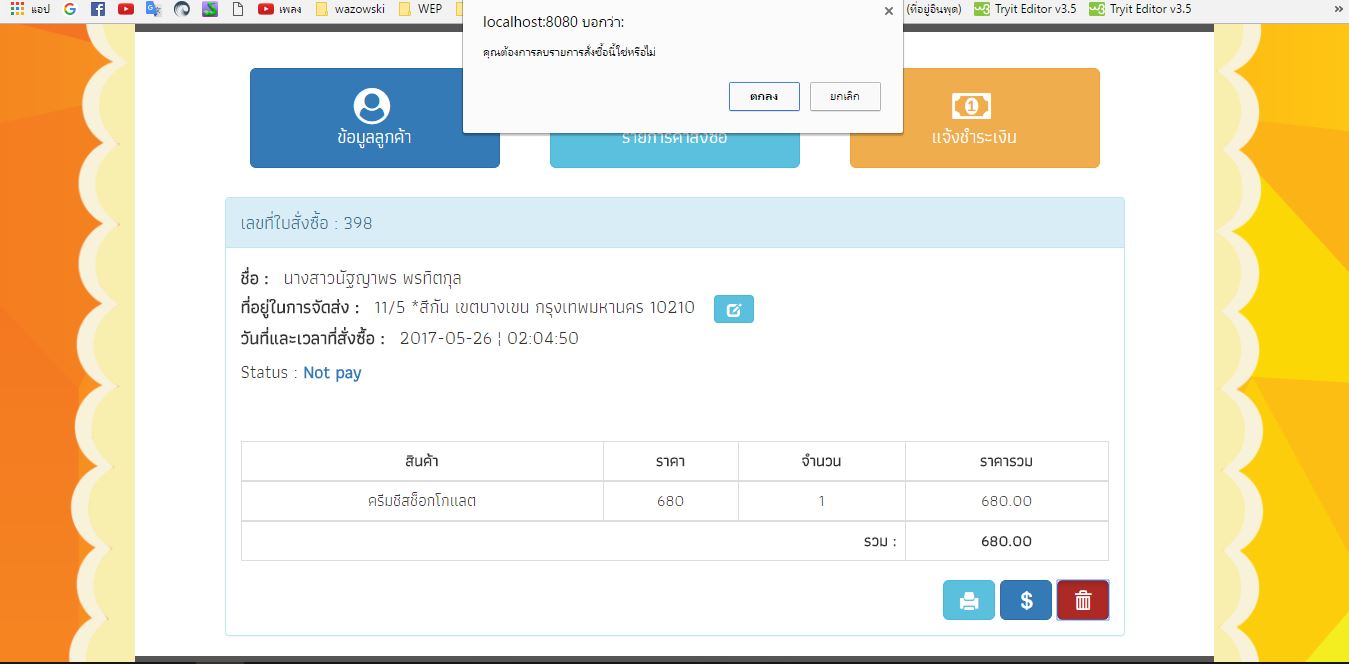 แอป เพลง wazowski WEP (ที่อยู่อินพุต) Tryit Editor v3.5 Tryit Editor v3.5 »
localhost:8080 บอกว่า:
คุณต้องการลบรายการสั่งซื้อนี้ใช่หรือไม่
ตกลง ยกเลิก
ข้อมูลลูกค้า รายการคำสั่งซื้อ แจ้งชำระเงิน
เลขที่ใบสั่งซื้อ : 398
ชื่อ : นางสาวนัฐญาพร พรทิตกุล
ที่อยู่ในการจัดส่ง : 11/5 *สีกัน เขตบางเขน กรุงเทพมหานคร 10210
วันที่และเวลาที่สั่งซื้อ : 2017-05-26 ¦ 02:04:50
Status : Not pay
สินค้า ราคา จำนวน ราคารวม
ครีมชีสช็อกโกแลต 680 1 680.00
รวม : 680.00